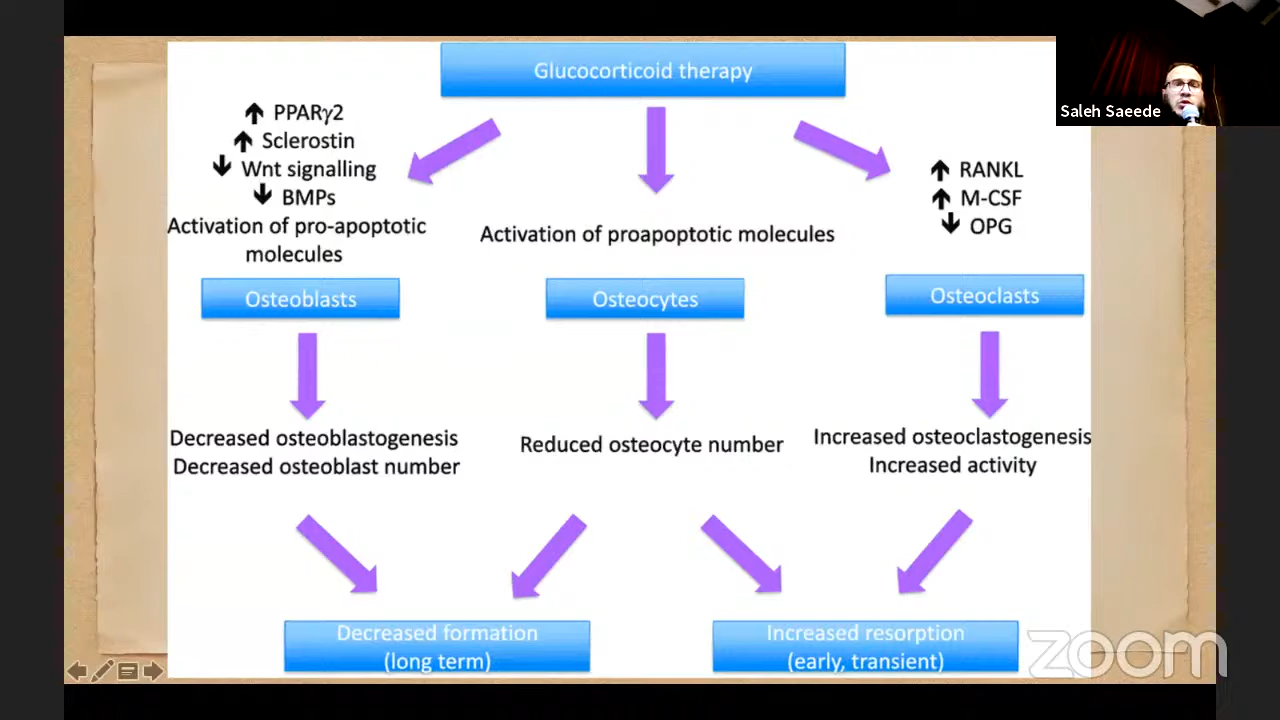 Glucocorticoid therapy
Saleh Saeede
↑ PPARγ2
↑ Sclerostin
↓ Wnt signalling
↓ BMPs
Activation of pro-apoptotic
molecules
Activation of proapoptotic molecules
↑ RANKL
↑ M-CSF
↓ OPG
Osteoblasts
Osteocytes
Osteoclasts
Decreased osteoblastogenesis
Decreased osteoblast number
Reduced osteocyte number
Increased osteoclastogenesis
Increased activity
Decreased formation
(long term)
Increased resorption
(early, transient)
zoom